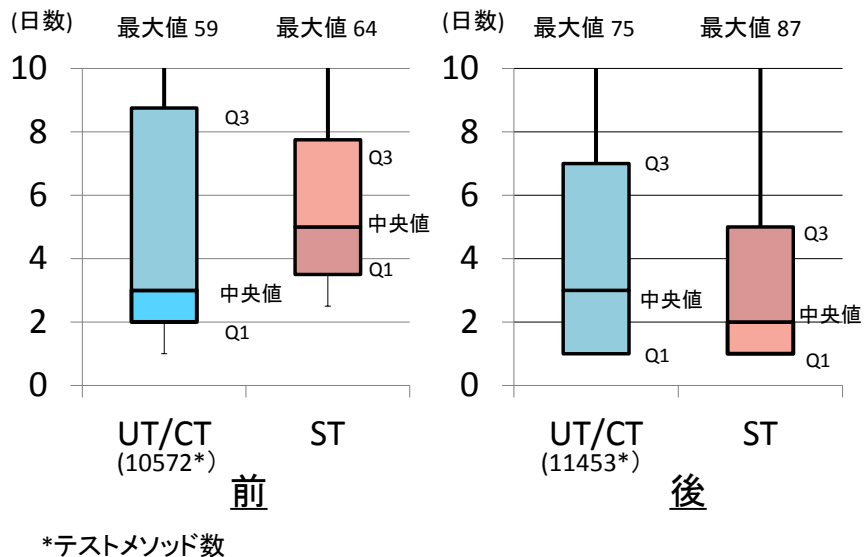 (日数)
最大値 59
最大値 64
10
8
6
4
2
0
Q3
中央値
Q1
Q3
中央値
Q1
UT/CT
(10572*)
ST
前
(日数)
最大値 75
最大値 87
10
8
6
4
2
0
Q3
中央値
Q1
Q3
中央値
Q1
UT/CT
(11453*)
ST
後
*テストメソッド数